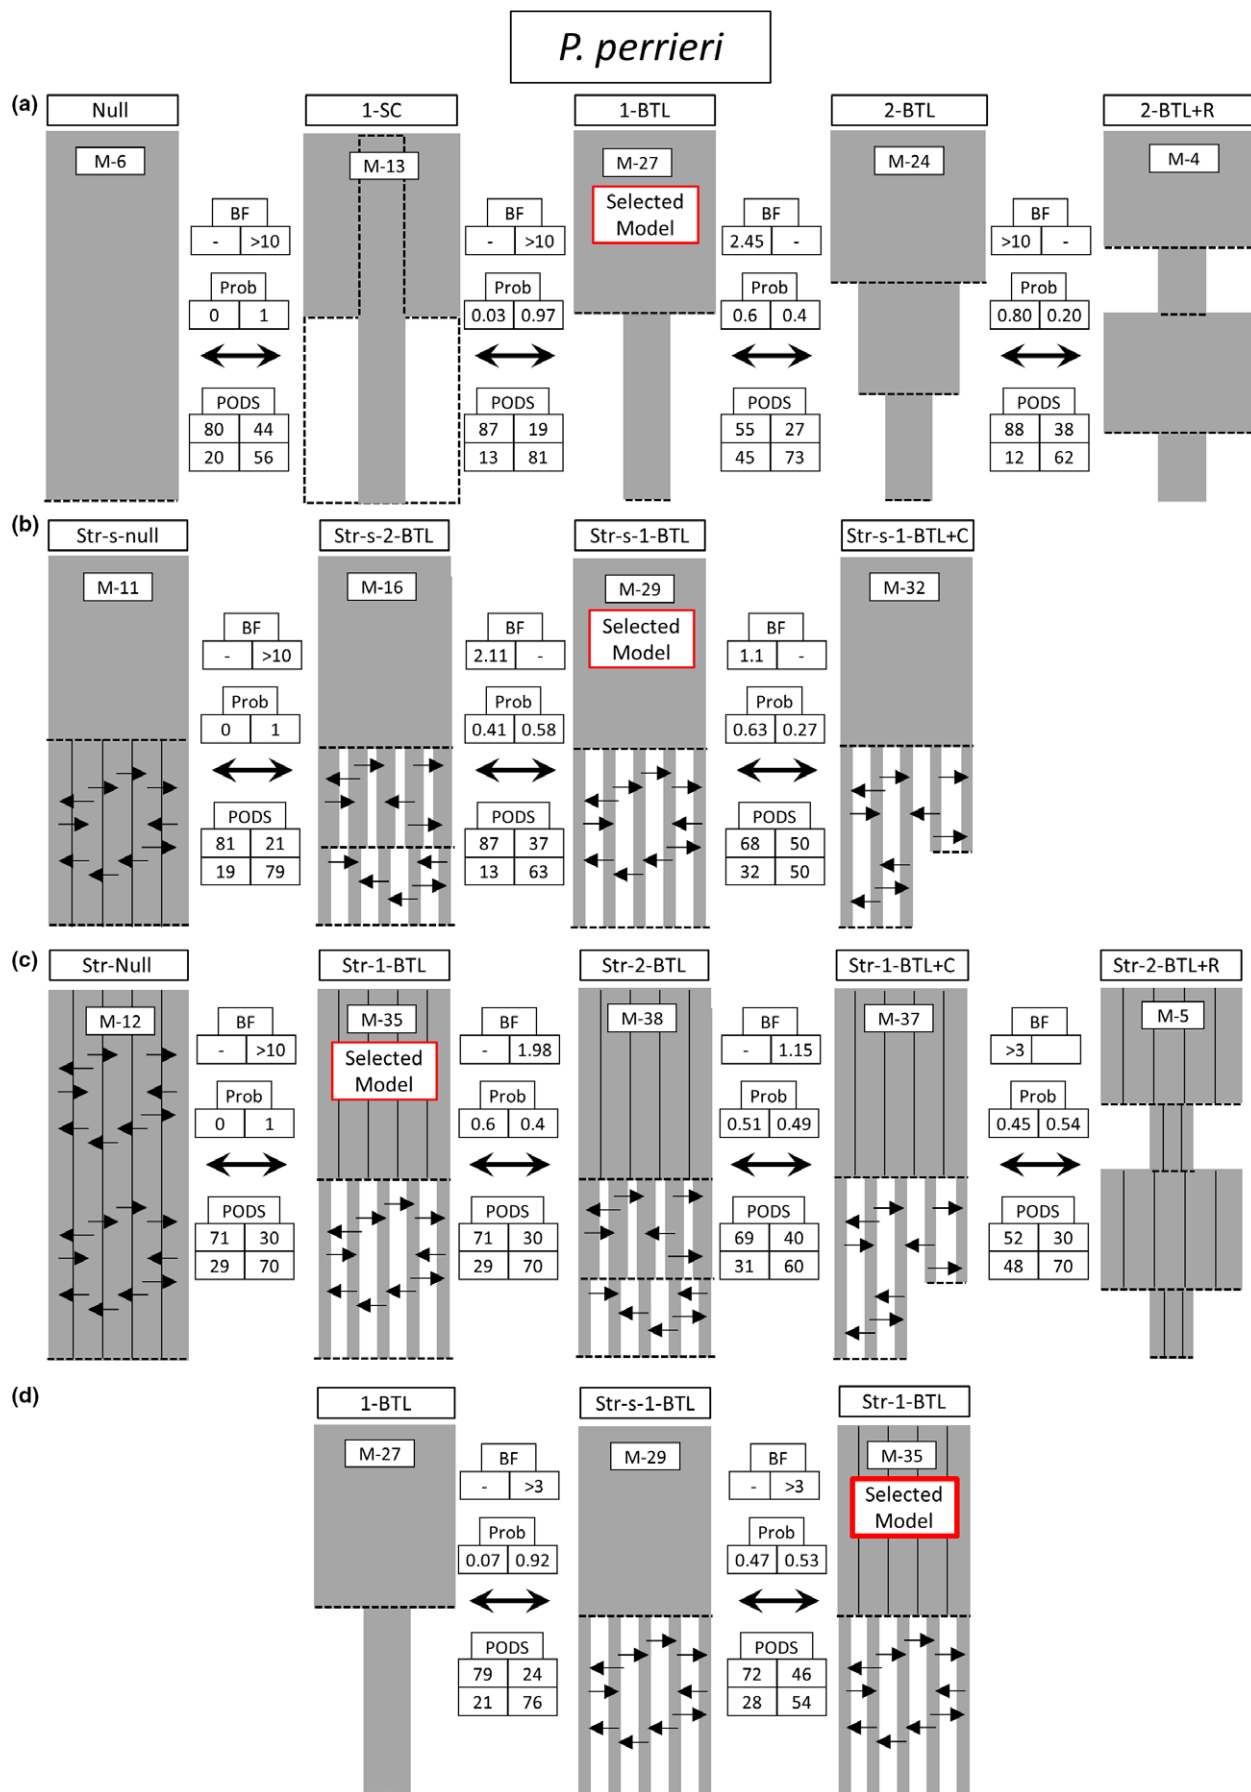 P. perrieri
(a)
Null 1-SC 1-BTL 2-BTL 2-BTL+R
M-6 M-13 M-27 M-24 M-4
Selected
Model
BF BF BF BF
- >10 - >10 2.45 - >10 -
Prob Prob Prob Prob
0 1 0.03 0.97 0.6 0.4 0.80 0.20
PODS PODS PODS PODS
80 44 87 19 55 27 88 38
20 56 13 81 45 73 12 62
(b)
Str-s-null Str-s-2-BTL Str-s-1-BTL Str-s-1-BTL+C
M-11 M-16 M-29 M-32
Selected
Model
BF BF BF
- >10 2.11 - 1.1 -
Prob Prob Prob
0 1 0.41 0.58 0.63 0.27
PODS PODS PODS
81 21 87 37 68 50
19 79 13 63 32 50
(c)
Str-Null Str-1-BTL Str-2-BTL Str-1-BTL+C Str-2-BTL+R
M-12 M-35 M-38 M-37 M-5
Selected
Model
BF BF BF BF
- >10 - 1.98 - 1.15 >3
Prob Prob Prob Prob
0 1 0.6 0.4 0.51 0.49 0.45 0.54
PODS PODS PODS PODS
71 30 71 30 69 40 52 30
29 70 29 70 31 60 48 70
(d)
1-BTL Str-s-1-BTL Str-1-BTL
M-27 M-29 M-35
Selected
Model
BF BF
- >3 - >3
Prob Prob
0.07 0.92 0.47 0.53
PODS PODS
79 24 72 46
21 76 28 54